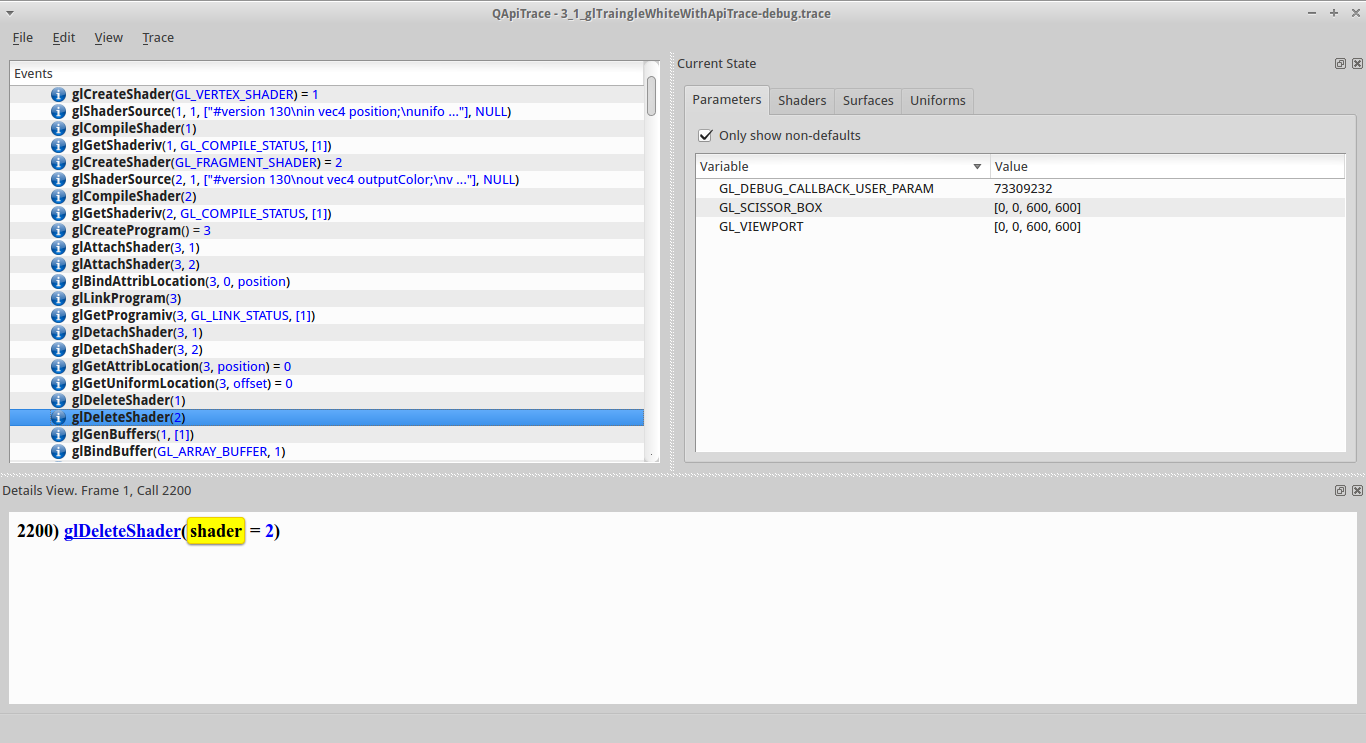 QApiTrace - 3_1_glTraingleWhiteWithApiTrace-debug.trace
File Edit View Trace
Events
glCreateShader(GL_VERTEX_SHADER) = 1
glShaderSource(1, 1, ["#version 130\nin vec4 position;\nunifo ..."], NULL)
glCompileShader(1)
glGetShaderiv(1, GL_COMPILE_STATUS, [1])
glCreateShader(GL_FRAGMENT_SHADER) = 2
glShaderSource(2, 1, ["#version 130\nout vec4 outputColor;\nv ..."], NULL)
glCompileShader(2)
glGetShaderiv(2, GL_COMPILE_STATUS, [1])
glCreateProgram() = 3
glAttachShader(3, 1)
glAttachShader(3, 2)
glBindAttribLocation(3, 0, position)
glLinkProgram(3)
glGetProgramiv(3, GL_LINK_STATUS, [1])
glDetachShader(3, 1)
glDetachShader(3, 2)
glGetAttribLocation(3, position) = 0
glGetUniformLocation(3, offset) = 0
glDeleteShader(1)
glDeleteShader(2)
glGenBuffers(1, [1])
glBindBuffer(GL_ARRAY_BUFFER, 1)
Current State
Parameters Shaders Surfaces Uniforms
Only show non-defaults
Variable Value
GL_DEBUG_CALLBACK_USER_PARAM 73309232
GL_SCISSOR_BOX [0, 0, 600, 600]
GL_VIEWPORT [0, 0, 600, 600]
Details View. Frame 1, Call 2200
2200) glDeleteShader(shader = 2)